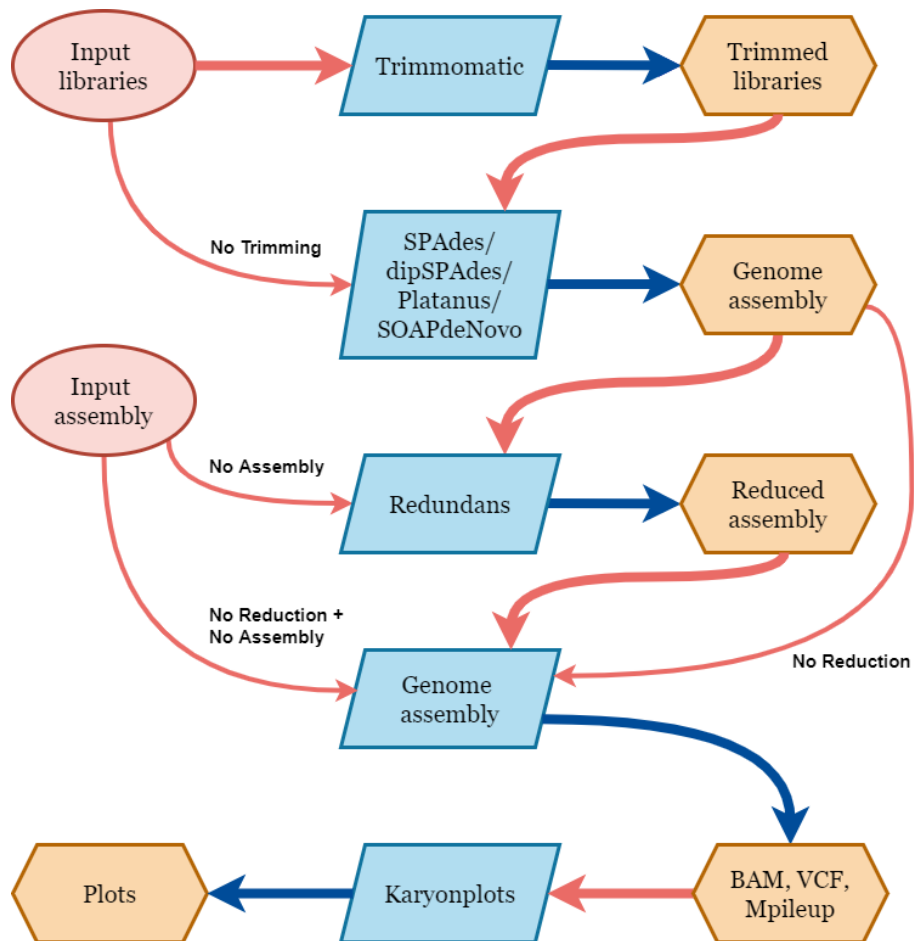 Input
libraries
Trimmomatic
Trimmed
libraries
No Trimming
SPAdes/
dipSPAdes/
Platanus/
SOAPdeNovo
Genome
assembly
Input
assembly
No Assembly
Redundans
Reduced
assembly
No Reduction +
No Assembly
Genome
assembly
No Reduction
Plots
Karyonplots
BAM, VCF,
Mpileup